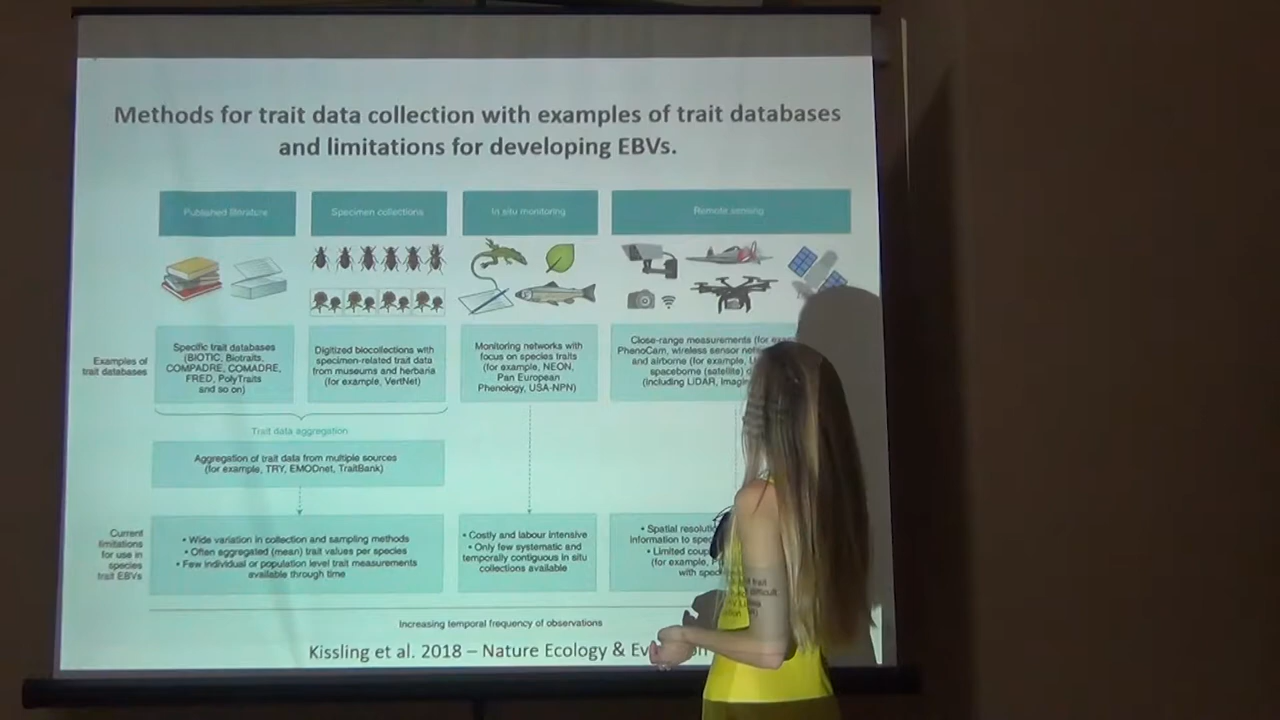 Methods for trait data collection with examples of trait databases
and limitations for developing EBVs.
Published literature
Specimen collections
In situ monitoring
Remote sensing
Examples of
trait databases
Specific trait databases
(BIOTIC, Biotraits,
COMPADRE, COMADRE,
FRED, PolyTraits
and so on)
Digitized biocollections with
specimen-related trait data
from museums and herbaria
(for example, VertNet)
Monitoring networks with
focus on species traits
(for example, NEON,
Pan European
Phenology, USA-NPN)
Close-range measurements (for
PhenoCam, wireless sensor
and airborne (for example,
spaceborne (satellite)
(including LiDAR,
Trait data aggregation
Aggregation of trait data from multiple sources
(for example, TRY, EMODnet, TraitBank)
Current
limitations
for use in
species
trait EBVs
• Wide variation in collection and sampling methods
• Often aggregated (mean) trait values per species
• Few individual or population level trait measurements
available through time
• Costly and labour intensive
• Only few systematic and
temporally contiguous in situ
collections available
• Spatial
information to
• Limited
(for example,
with
trait
difficult
Increasing temporal frequency of observations
Kissling et al. 2018 – Nature Ecology &